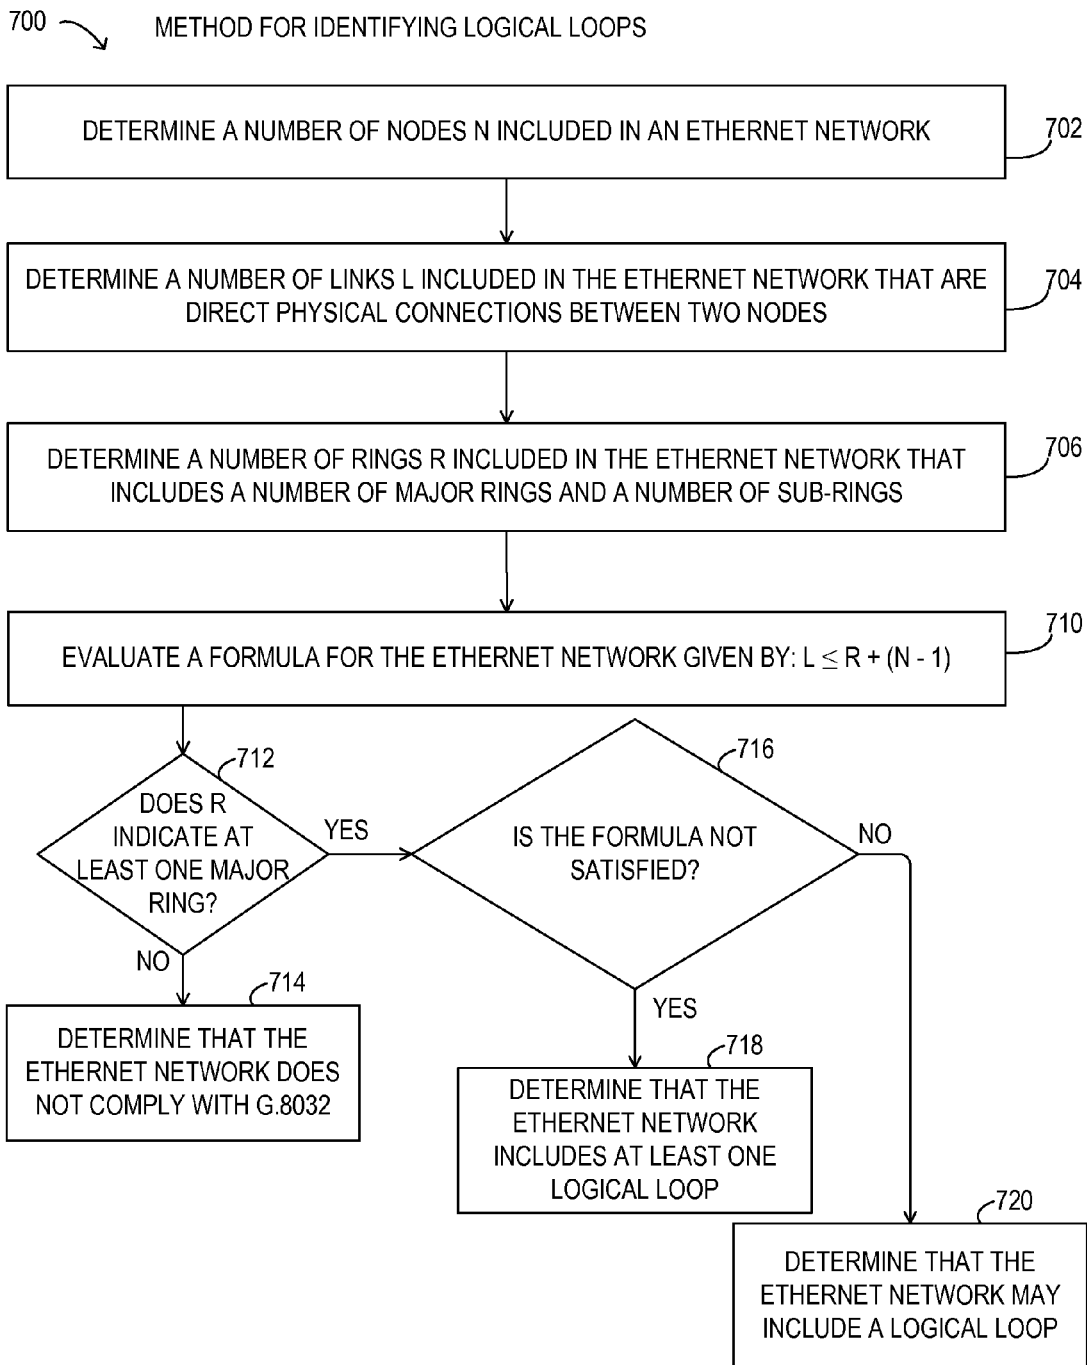 700
METHOD FOR IDENTIFYING LOGICAL LOOPS
DETERMINE A NUMBER OF NODES N INCLUDED IN AN ETHERNET NETWORK
702
DETERMINE A NUMBER OF LINKS L INCLUDED IN THE ETHERNET NETWORK THAT ARE
DIRECT PHYSICAL CONNECTIONS BETWEEN TWO NODES
704
DETERMINE A NUMBER OF RINGS R INCLUDED IN THE ETHERNET NETWORK THAT
INCLUDES A NUMBER OF MAJOR RINGS AND A NUMBER OF SUB-RINGS
706
EVALUATE A FORMULA FOR THE ETHERNET NETWORK GIVEN BY: L ≤ R + (N - 1)
710
712
DOES R
INDICATE AT
LEAST ONE MAJOR
RING?
YES
NO
716
IS THE FORMULA NOT
SATISFIED?
NO
YES
714
DETERMINE THAT THE
ETHERNET NETWORK DOES
NOT COMPLY WITH G.8032
718
DETERMINE THAT THE
ETHERNET NETWORK
INCLUDES AT LEAST ONE
LOGICAL LOOP
720
DETERMINE THAT THE
ETHERNET NETWORK MAY
INCLUDE A LOGICAL LOOP